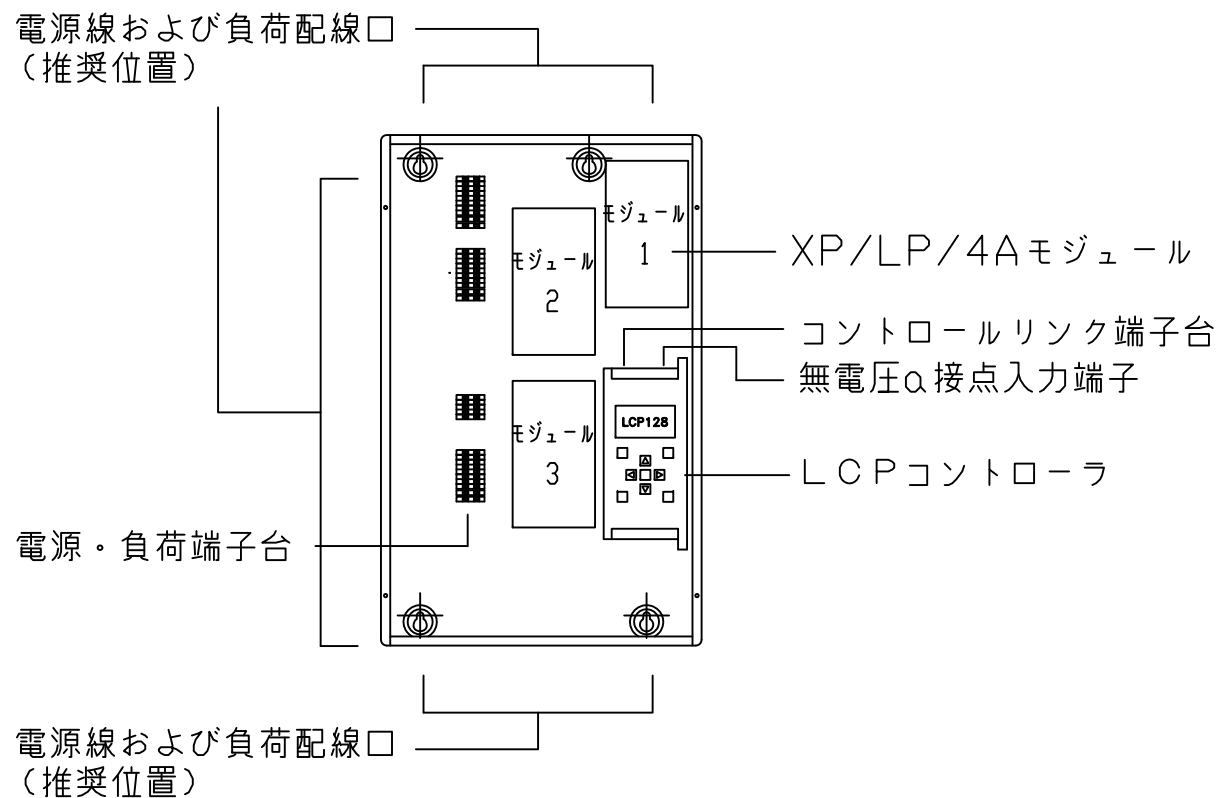 電源線および負荷配線口
（推奨位置）
モジュール
1
XP/LP/4Aモジュール
モジュール
2
コントロールリンク端子台
無電圧a接点入力端子
LCP128
モジュール
3
LCPコントローラ
電源・負荷端子台
電源線および負荷配線口
（推奨位置）